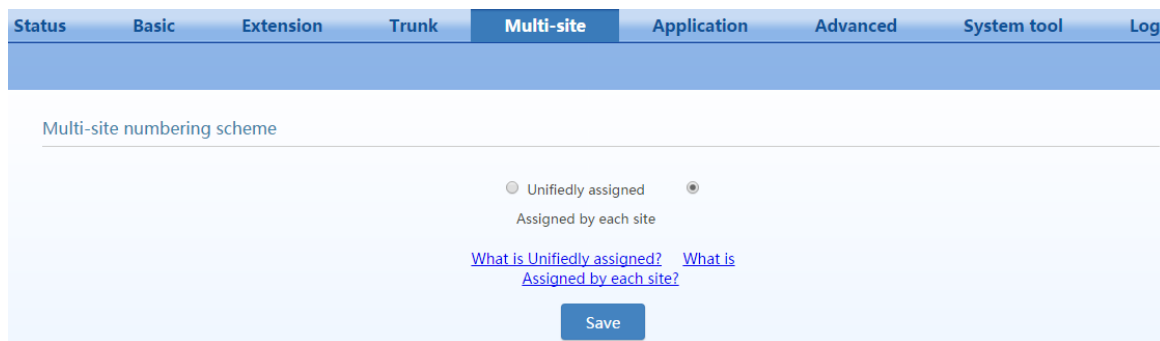 Status Basic Extension Trunk Multi-site Application Advanced System tool Log
Multi-site numbering scheme
Unifiedly assigned
Assigned by each site
What is Unifiedly assigned? What is
Assigned by each site?
Save